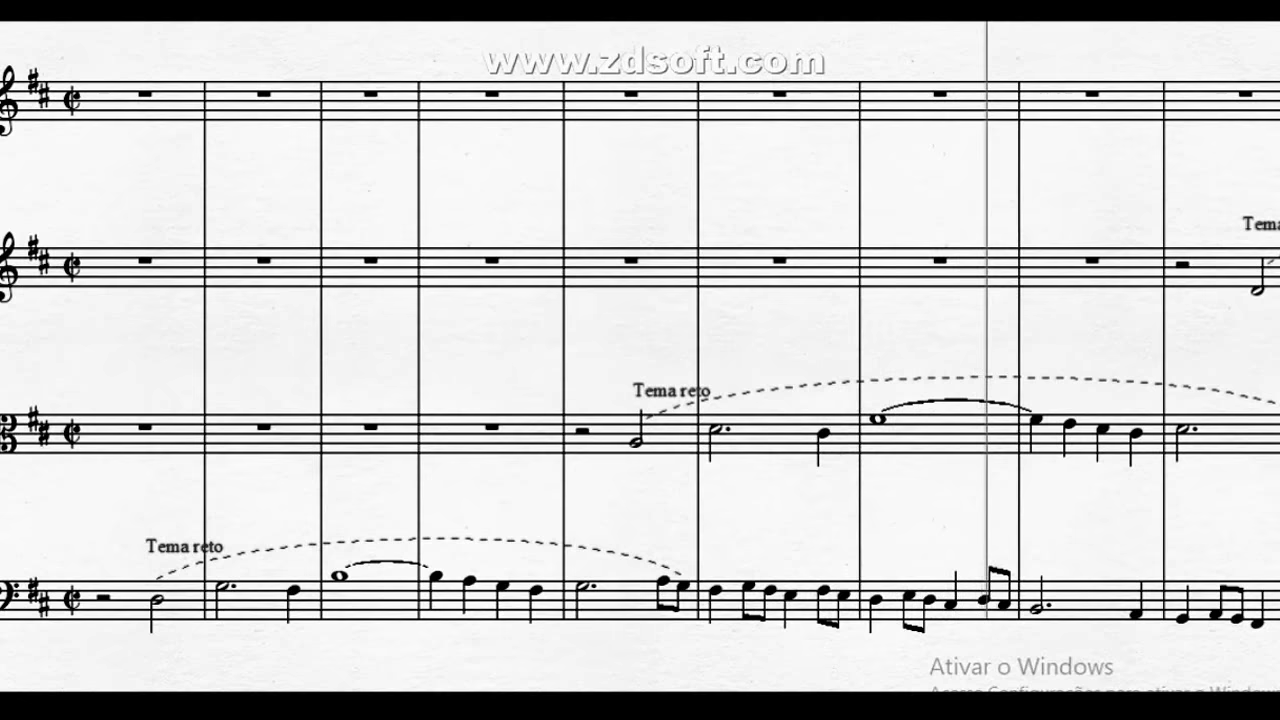 www.zdsoft.com
Tema
Tema reto
Tema reto
Ativar o Windows